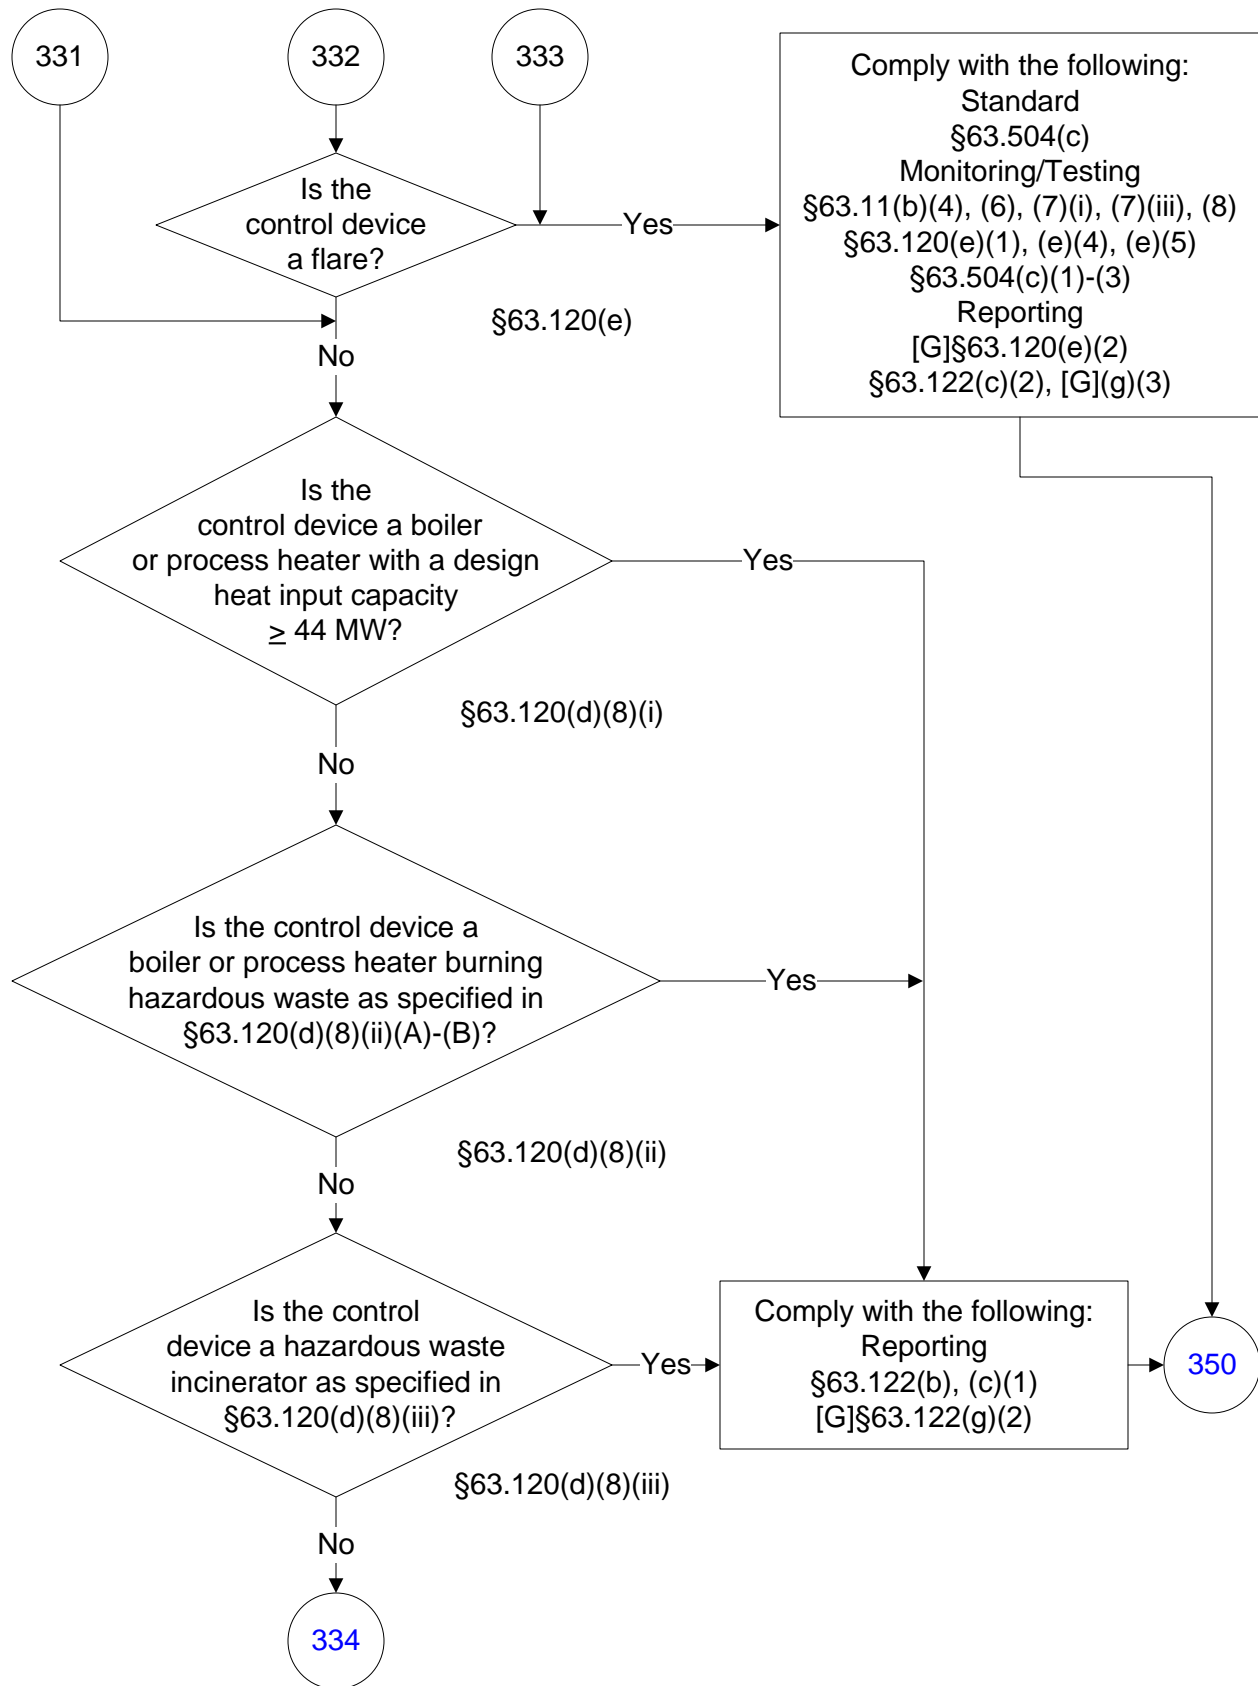 331
332
333
Is the
control device
a flare?
Yes
Comply with the following:
Standard
§63.504(c)
Monitoring/Testing
§63.11(b)(4), (6), (7)(i), (7)(iii), (8)
§63.120(e)(1), (e)(4), (e)(5)
§63.504(c)(1)-(3)
Reporting
[G]§63.120(e)(2)
§63.122(c)(2), [G](g)(3)
§63.120(e)
No
Is the
control device a boiler
or process heater with a design
heat input capacity
≥ 44 MW?
Yes
§63.120(d)(8)(i)
No
Is the control device a
boiler or process heater burning
hazardous waste as specified in
§63.120(d)(8)(ii)(A)-(B)?
Yes
§63.120(d)(8)(ii)
No
Is the control
device a hazardous waste
incinerator as specified in
§63.120(d)(8)(iii)?
Yes
Comply with the following:
Reporting
§63.122(b), (c)(1)
[G]§63.122(g)(2)
350
§63.120(d)(8)(iii)
No
334